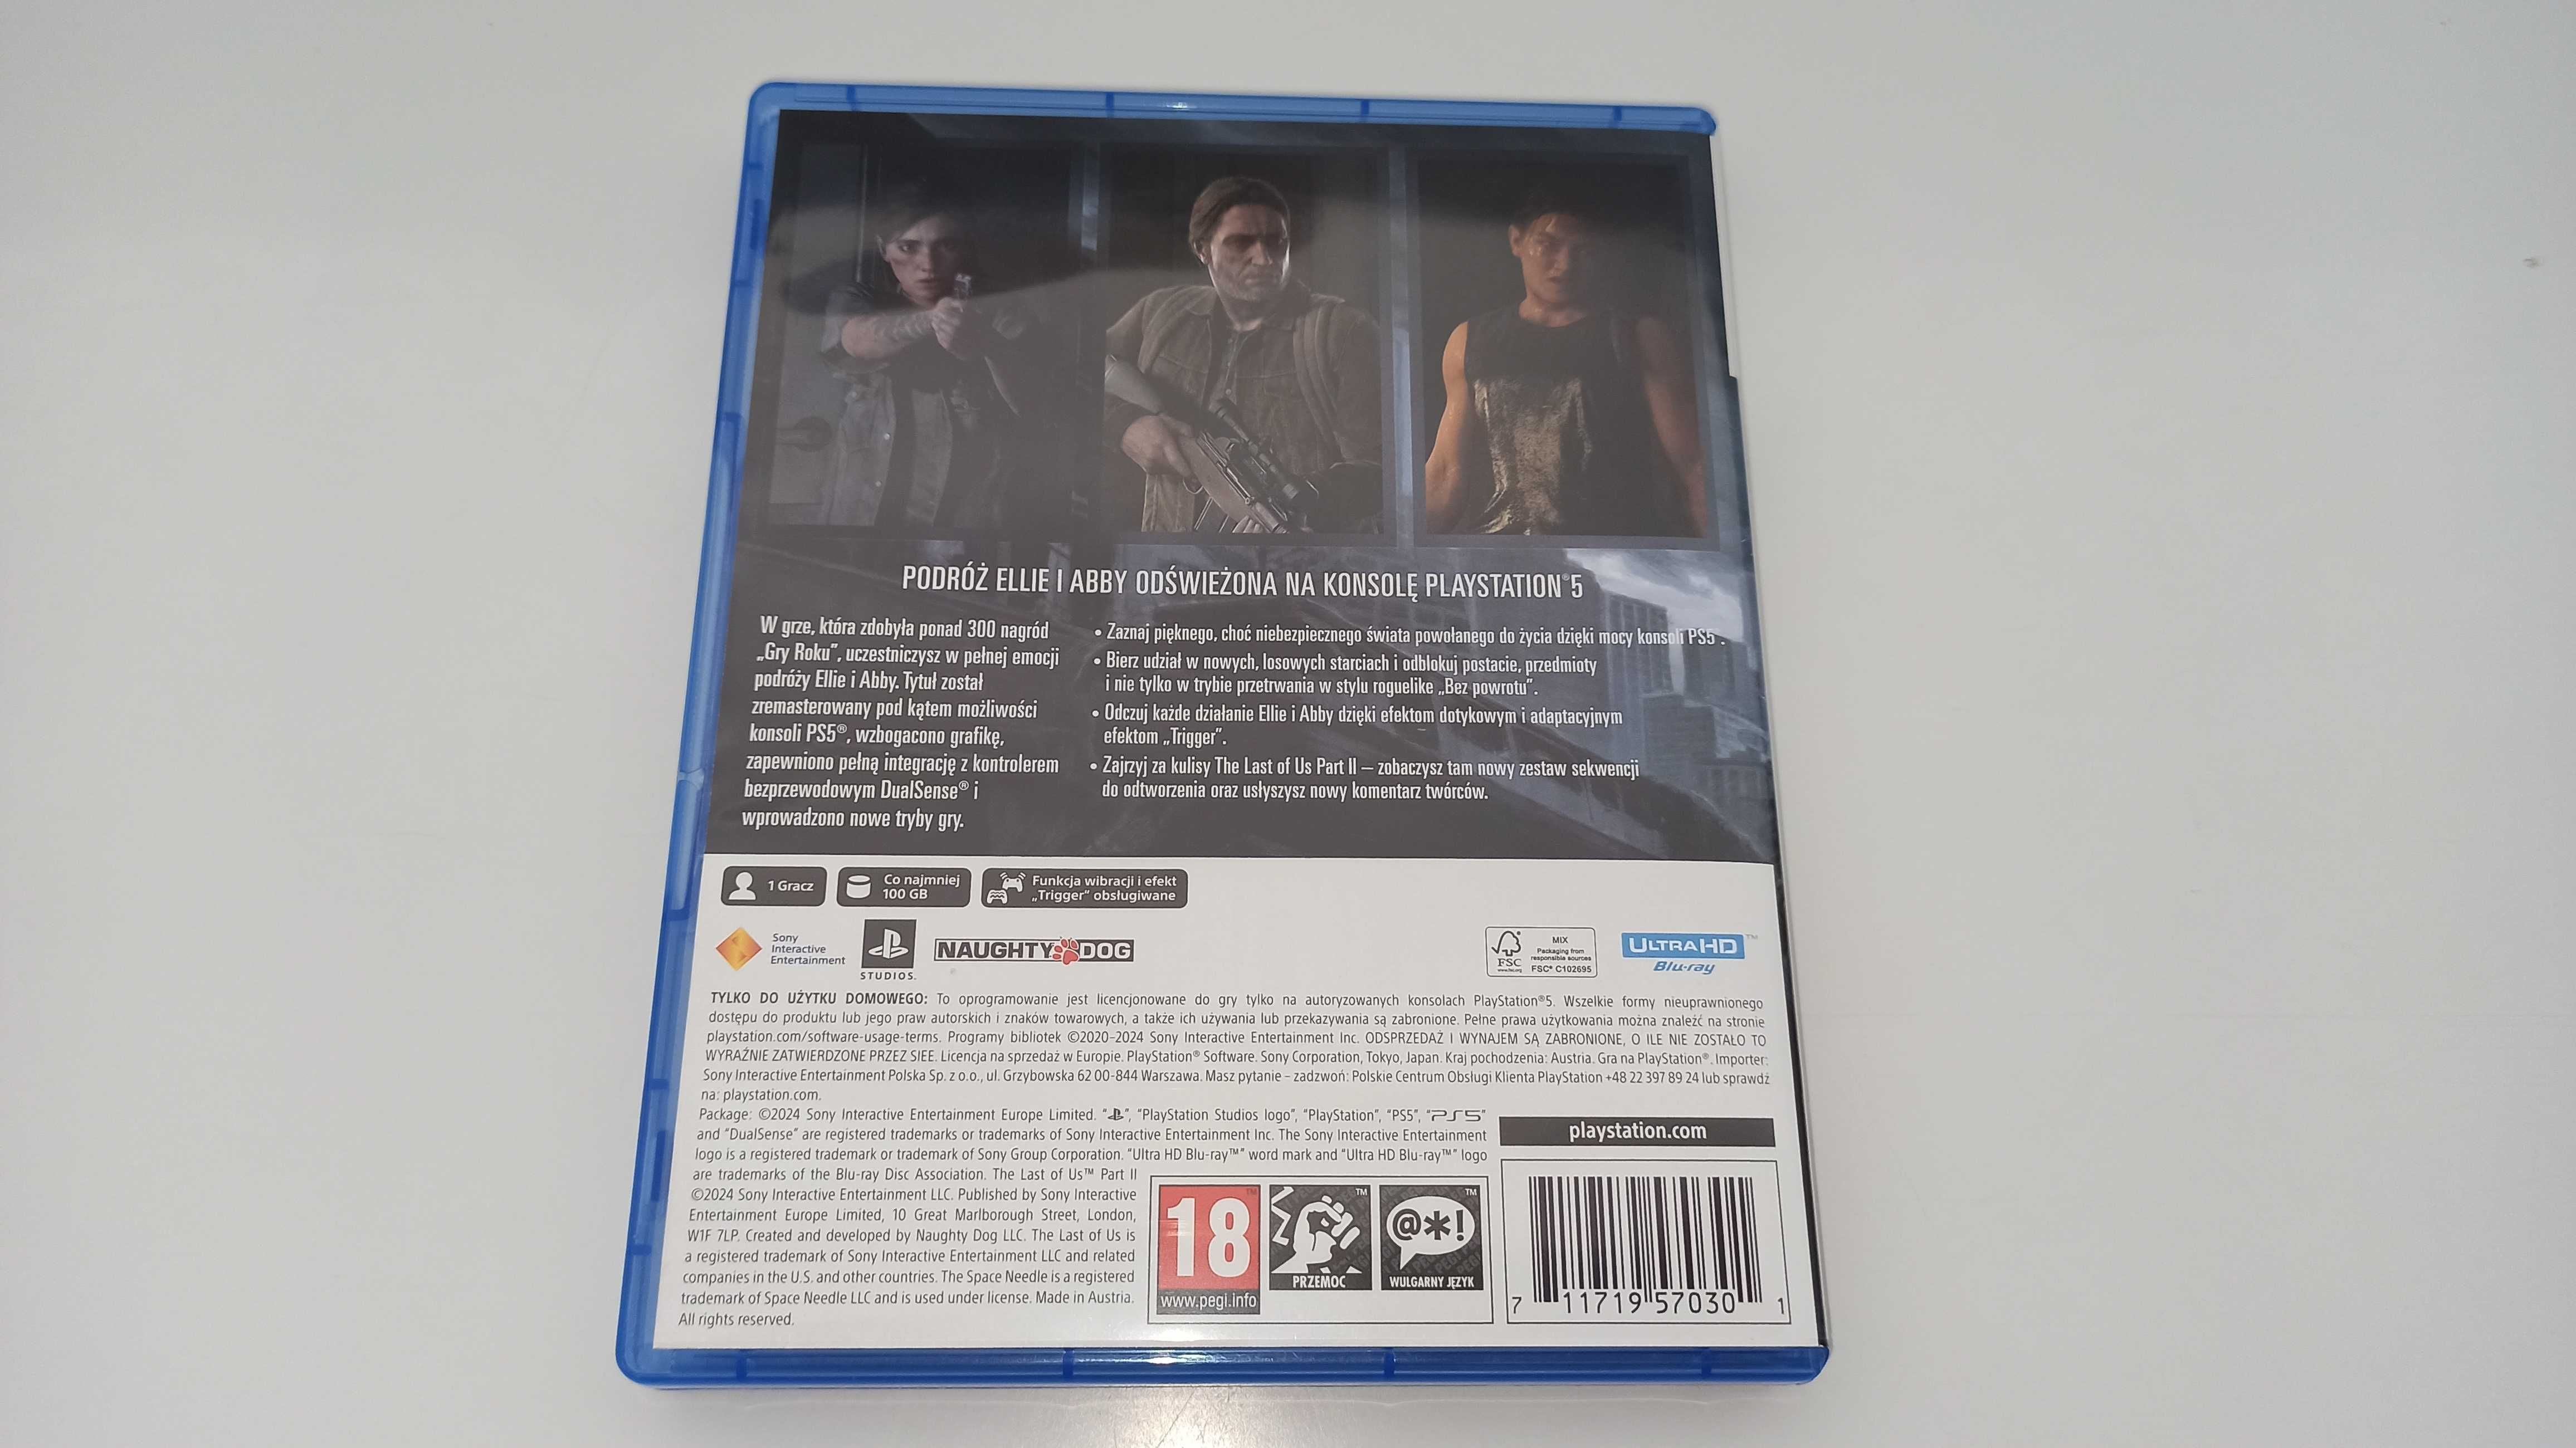 PODRÓŻ ELLIE I ABBY ODŚWIEŻONA NA KONSOLĘ PLAYSTATION®5
W grze, która zdobyła ponad 300 nagród
„Gry Roku”, uczestniczysz w pełnej emocji
podróży Ellie i Abby. Tytuł został
zremasterowany pod kątem możliwości
konsoli PS5®, wzbogacono grafikę,
zapewniono pełną integrację z kontrolerem
bezprzewodowym DualSense® i
wprowadzono nowe tryby gry.
• Zaznaj pięknego, choć niebezpiecznego świata powołanego do życia dzięki mocy konsoli PS5 .
• Bierz udział w nowych, losowych starciach i odblokuj postacie, przedmioty
i nie tylko w trybie przetrwania w stylu roguelike „Bez powrotu”.
• Odczuj każde działanie Ellie i Abby dzięki efektom dotykowym i adaptacyjnym
efektom „Trigger”.
• Zajrzyj za kulisy The Last of Us Part II – zobaczysz tam nowy zestaw sekwencji
do odtworzenia oraz usłyszysz nowy komentarz twórców.
1 Gracz
Co najmniej
100 GB
Funkcja wibracji i efekt
„Trigger” obsługiwane
Sony
Interactive
Entertainment
STUDIOS.
NAUGHTY DOG
FSC
www.fsc.org
MIX
Packaging from
responsible sources
FSC® C102695
ULTRA HD™
Blu-ray
TYLKO DO UŻYTKU DOMOWEGO: To oprogramowanie jest licencjonowane do gry tylko na autoryzowanych konsolach PlayStation®5. Wszelkie formy nieuprawnionego
dostępu do produktu lub jego praw autorskich i znaków towarowych, a także ich używania lub przekazywania są zabronione. Pełne prawa użytkowania można znaleźć na stronie
playstation.com/software-usage-terms. Programy bibliotek ©2020-2024 Sony Interactive Entertainment Inc. ODSPRZEDAŻ I WYNAJEM SĄ ZABRONIONE, O ILE NIE ZOSTAŁO TO
WYRAŹNIE ZATWIERDZONE PRZEZ SIEE. Licencja na sprzedaż w Europie. PlayStation® Software. Sony Corporation, Tokyo, Japan. Kraj pochodzenia: Austria. Gra na PlayStation®. Importer:
Sony Interactive Entertainment Polska Sp. z o.o., ul. Grzybowska 62 00-844 Warszawa. Masz pytanie – zadzwoń: Polskie Centrum Obsługi Klienta PlayStation +48 22 397 89 24 lub sprawdź
na: playstation.com.
Package: ©2024 Sony Interactive Entertainment Europe Limited. “ ”, “PlayStation Studios logo”, “PlayStation”, “PS5”, “PS5”
and “DualSense” are registered trademarks or trademarks of Sony Interactive Entertainment Inc. The Sony Interactive Entertainment
logo is a registered trademark or trademark of Sony Group Corporation. “Ultra HD Blu-ray™” word mark and “Ultra HD Blu-ray™” logo
are trademarks of the Blu-ray Disc Association. The Last of Us™ Part II
©2024 Sony Interactive Entertainment LLC. Published by Sony Interactive
Entertainment Europe Limited, 10 Great Marlborough Street, London,
W1F 7LP. Created and developed by Naughty Dog LLC. The Last of Us is
a registered trademark of Sony Interactive Entertainment LLC and related
companies in the U.S. and other countries. The Space Needle is a registered
trademark of Space Needle LLC and is used under license. Made in Austria.
All rights reserved.
playstation.com
18
www.pegi.info
PRZEMOC
@*!
WULGARNY JĘZYK
7 11719 57030 1